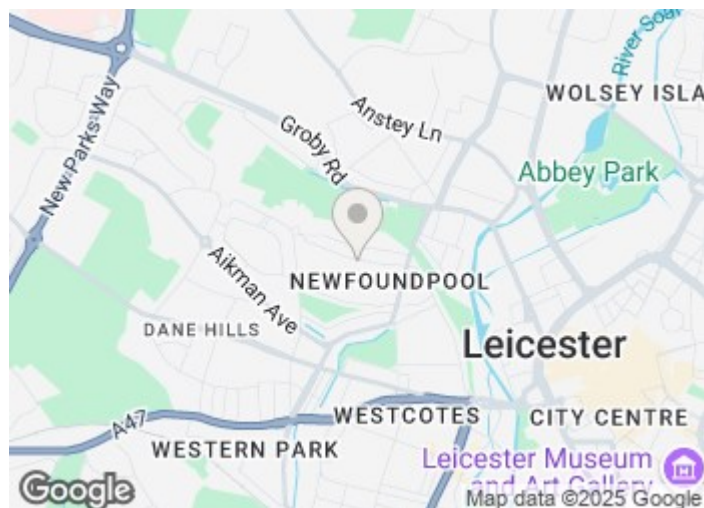 River Soar
WOLSEY ISLA
Anstey Ln
New Parks Way
Groby Rd
Abbey Park
Aikman Ave
NEWFOUNDPOOL
DANE HILLS
Leicester
A47
WESTCOTES
CITY CENTRE
WESTERN PARK
Leicester Museum
and Art Gallery
Google
Map data ©2025 Google